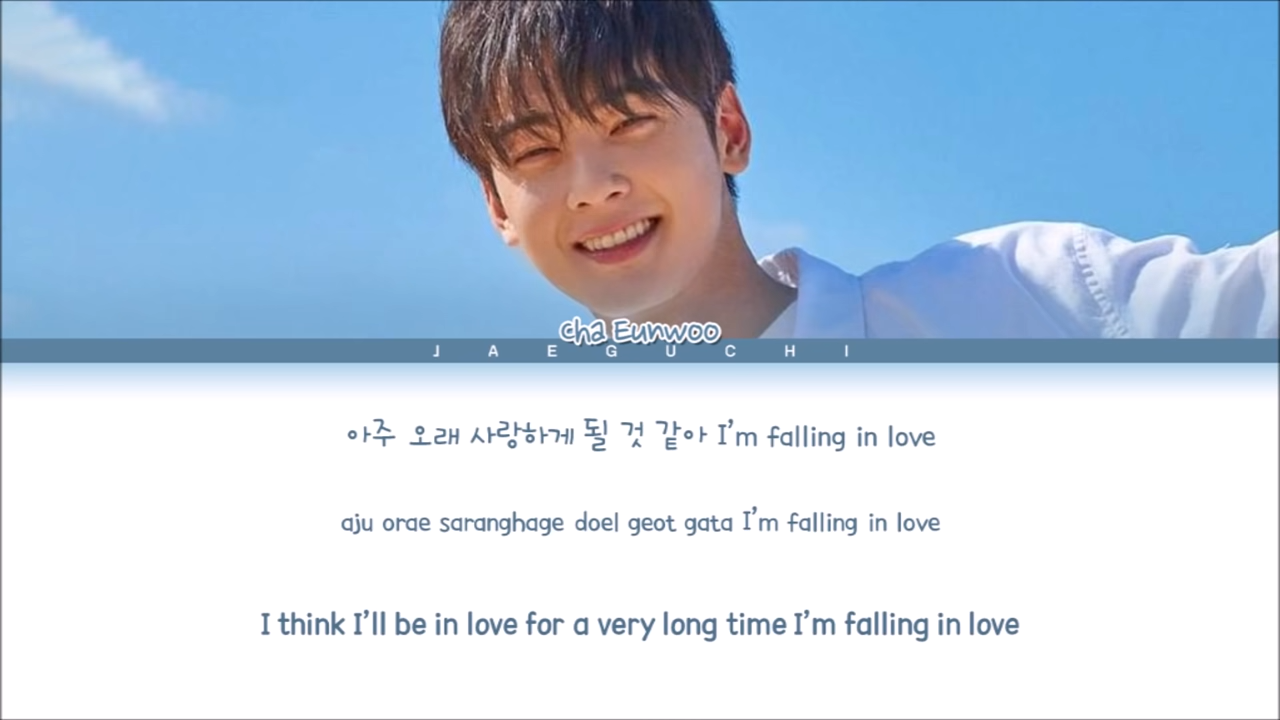 cha Eunwoo
JAEGUCHI
아주 오래 사랑하게 될 것 같아 I'm falling in love
aju orae saranghage doel geot gata I'm falling in love
I think I'll be in love for a very long time I'm falling in love